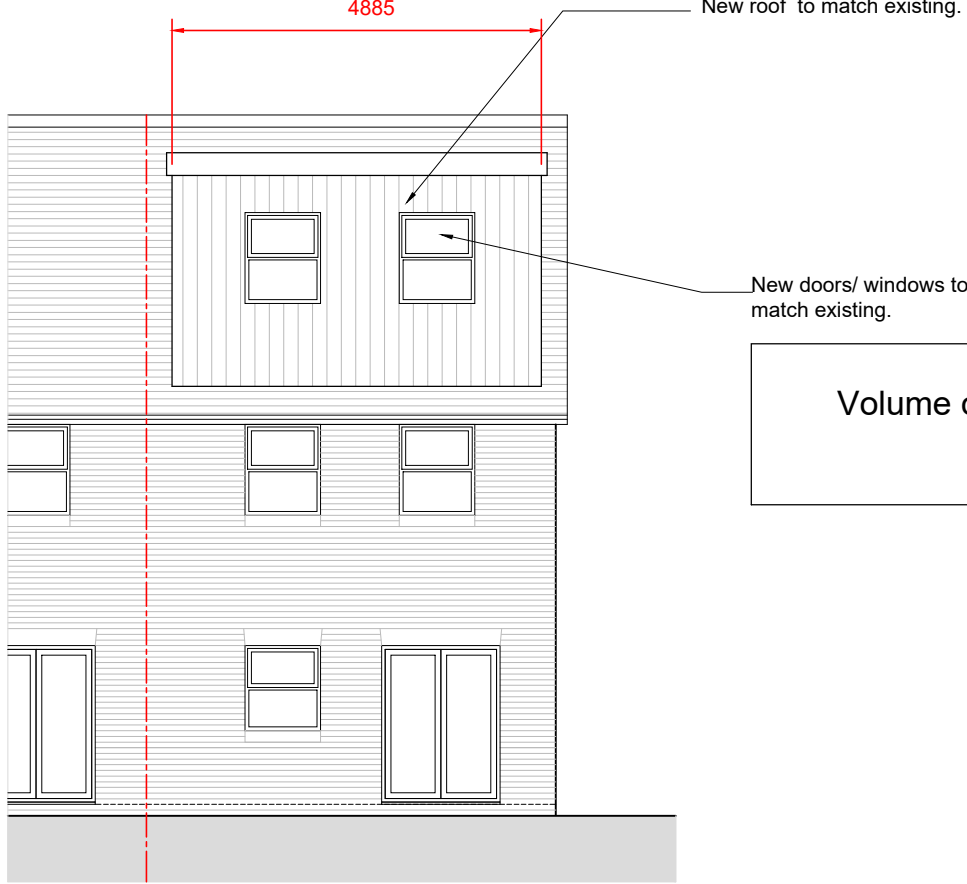 4885
New roof to match existing.
New doors/ windows to
match existing.
Volume